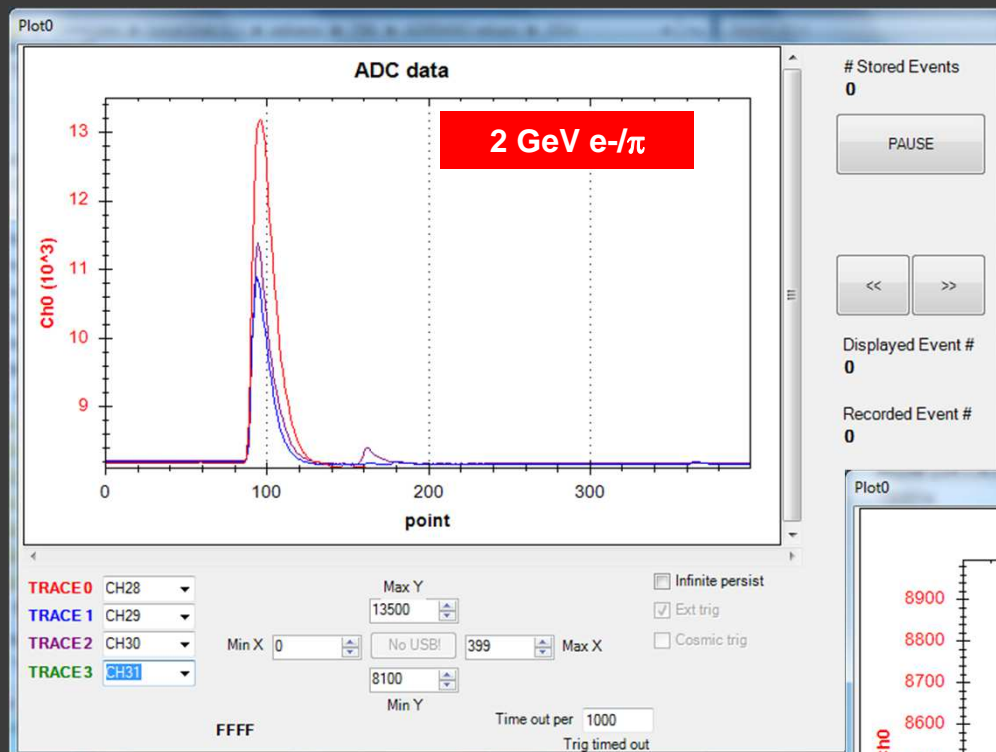 Plot0
ADC data
2 GeV e-/π
13
12
11
10
9
Ch0 (10^3)
0 100 200 300
point
# Stored Events
0
PAUSE
<< >>
Displayed Event #
0
Recorded Event #
0
TRACE 0 CH28
TRACE 1 CH29
TRACE 2 CH30
TRACE 3 CH31
Max Y
13500
Min X 0 No USB! 399 Max X
8100
Min Y
Infinite persist
Ext trig
Cosmic trig
FFFF
Time out per 1000
Trig timed out
Plot0
8900
8800
8700
8600